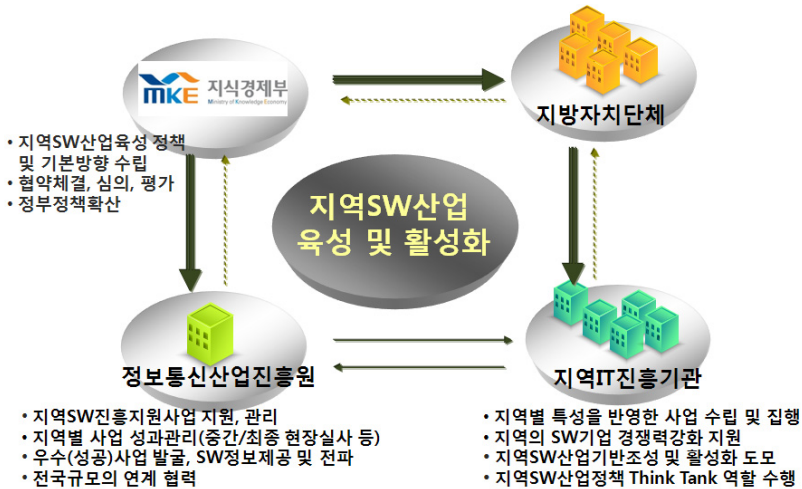 MKE 지식경제부
Ministry of Knowledge Economy
지방자치단체
• 지역SW산업육성 정책
및 기본방향 수립
• 협약체결, 심의, 평가
• 정부정책확산
지역SW산업
육성 및 활성화
정보통신산업진흥원
• 지역SW진흥지원사업 지원, 관리
• 지역별 사업 성과관리(중간/최종 현장실사 등)
• 우수(성공)사업 발굴, SW정보제공 및 전파
• 전국규모의 연계 협력
지역IT진흥기관
• 지역별 특성을 반영한 사업 수립 및 집행
• 지역의 SW기업 경쟁력강화 지원
• 지역SW산업기반조성 및 활성화 도모
• 지역SW산업정책 Think Tank 역할 수행